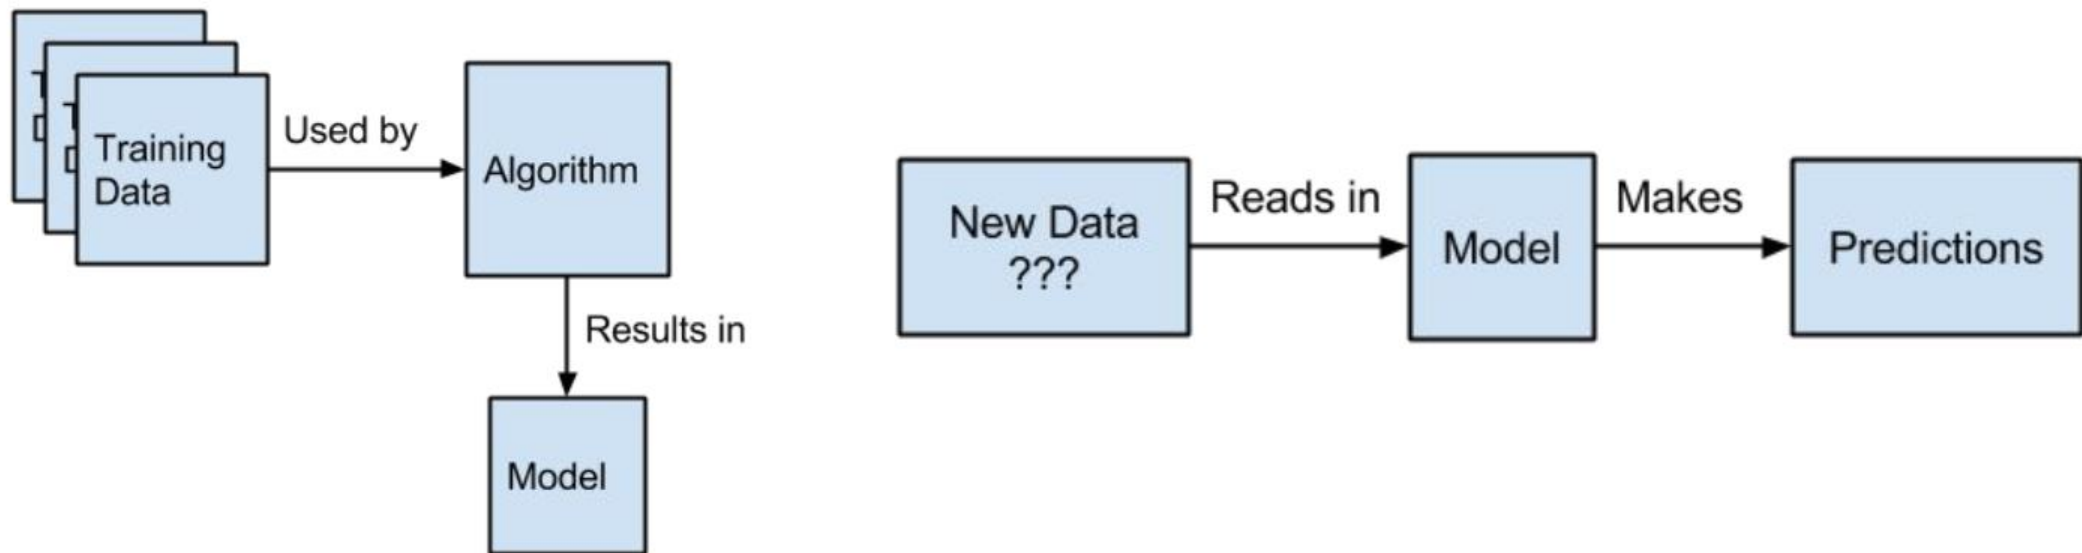 Training
Data
Used by
Algorithm
Results in
Model
New Data
???
Reads in
Model
Makes
Predictions